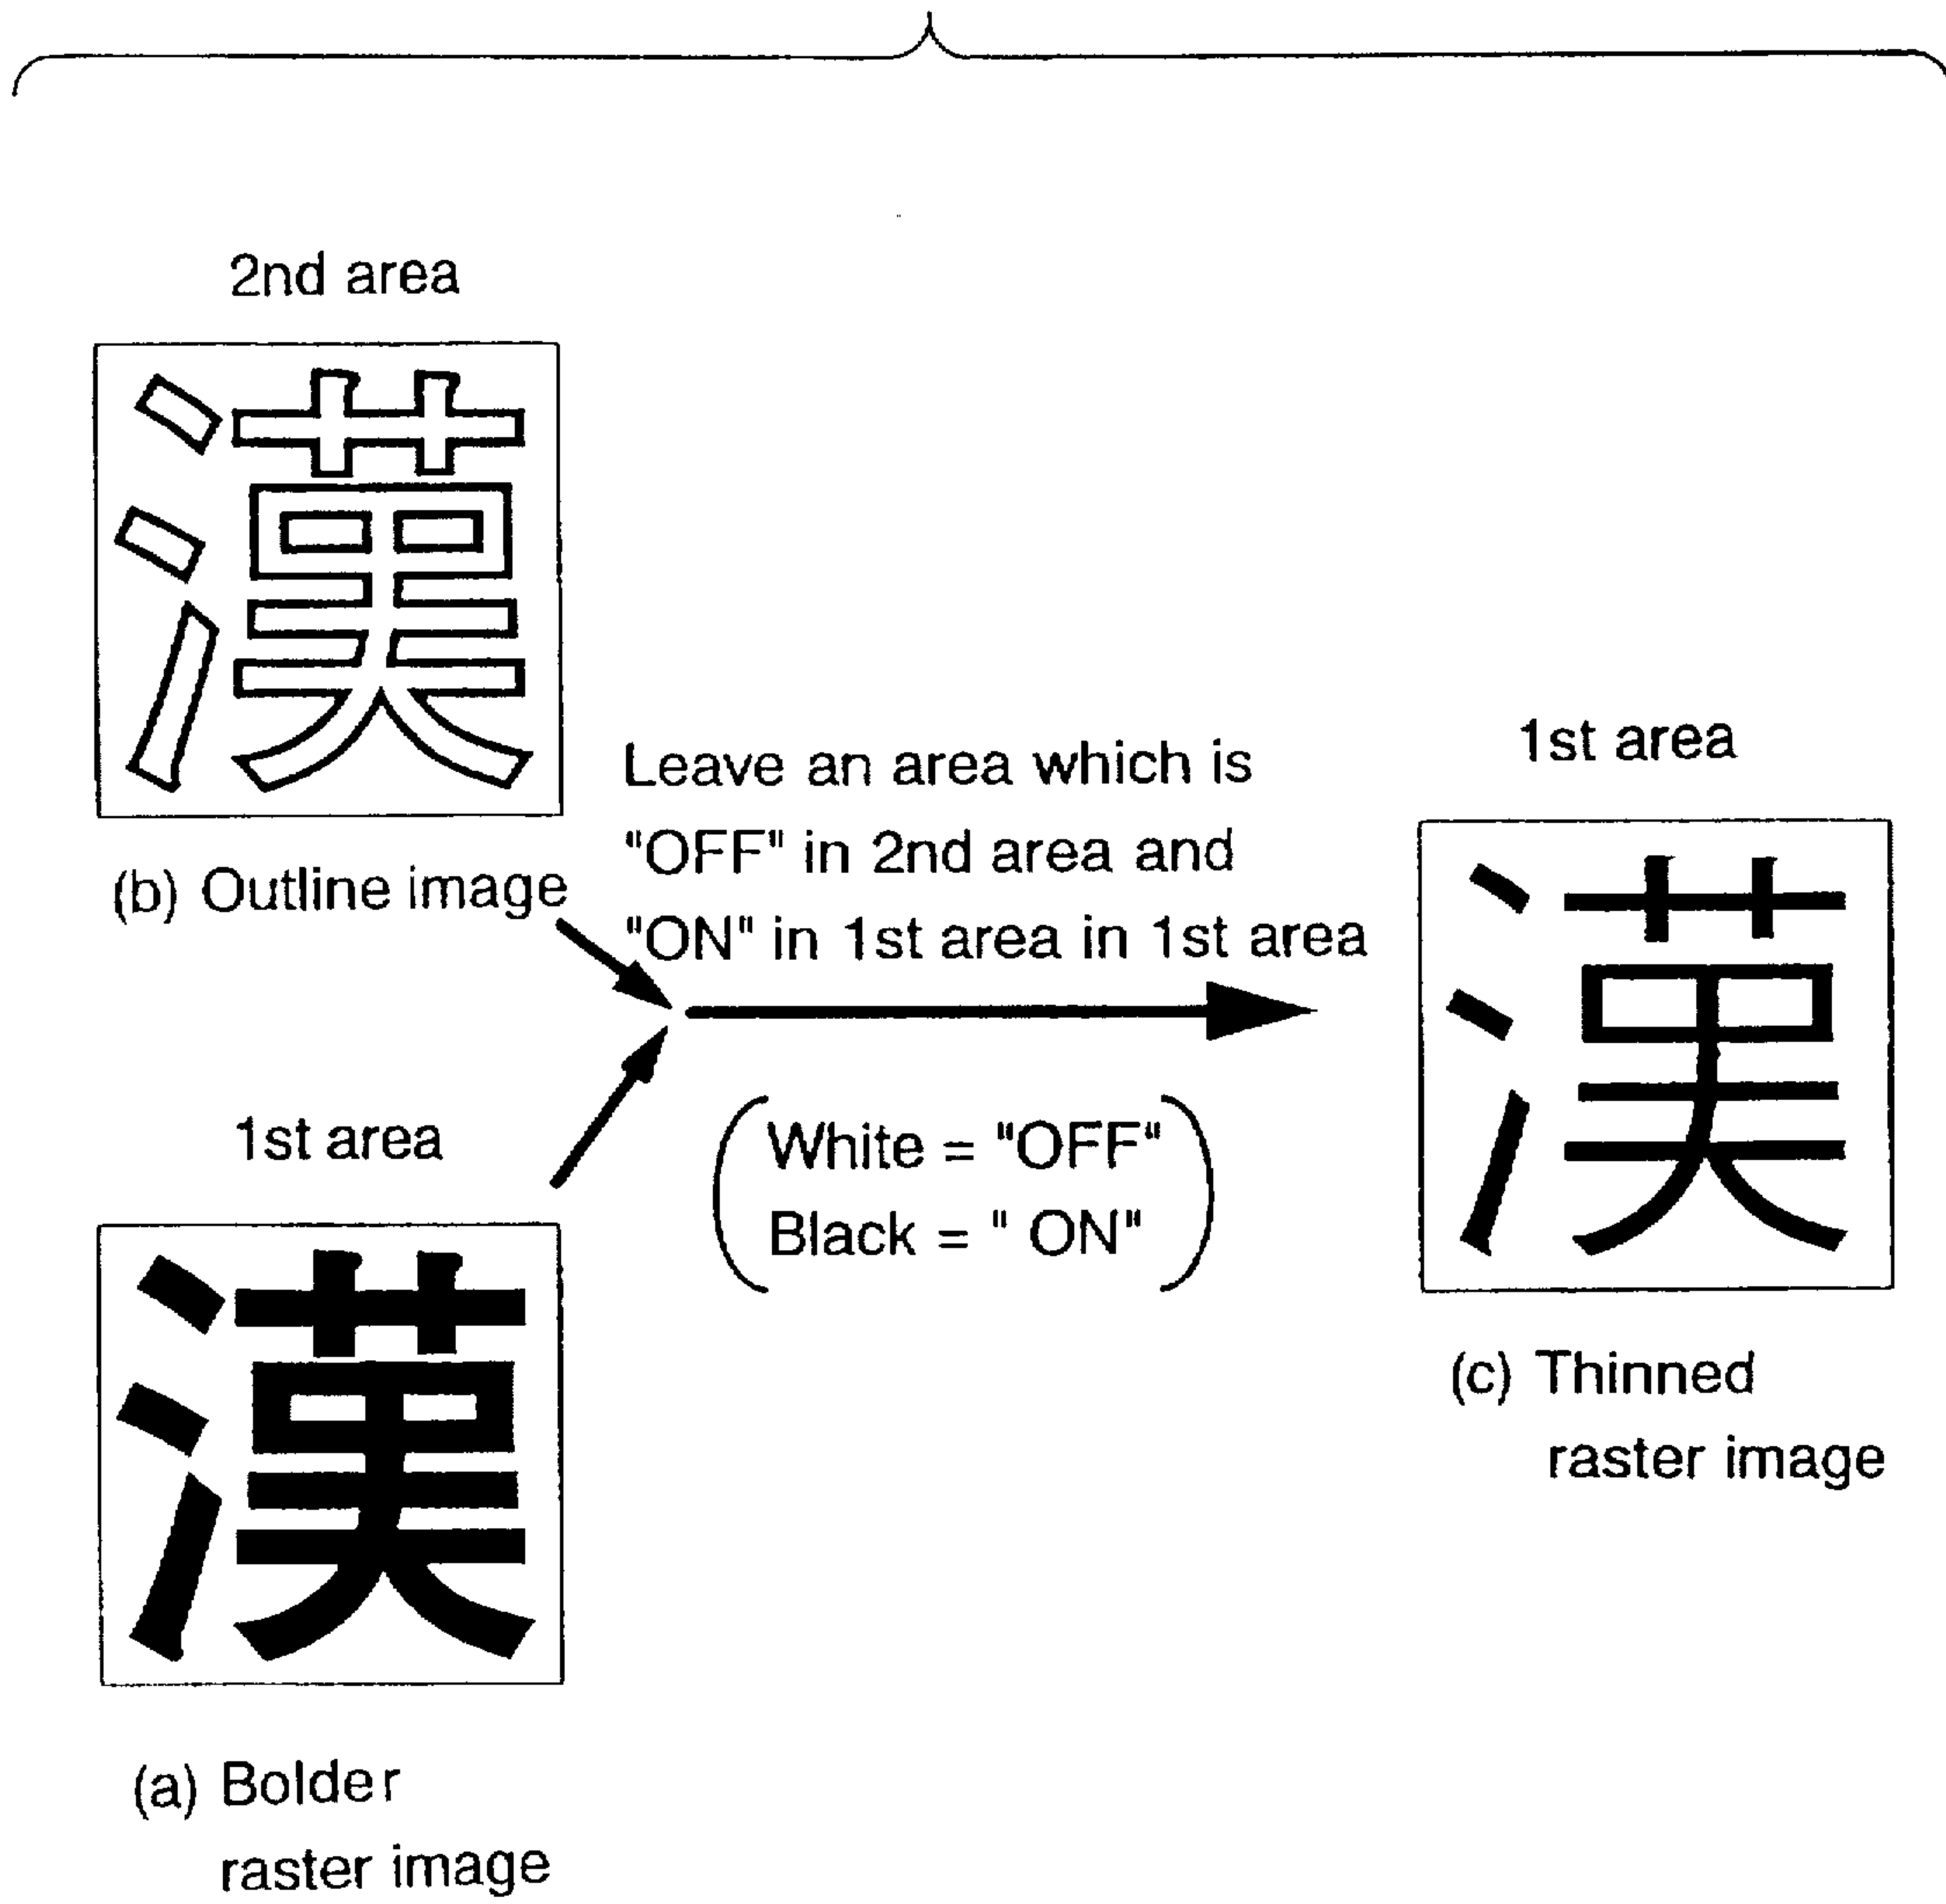 2nd area
漢
(b) Outline image
Leave an area which is
"OFF" in 2nd area and
"ON" in 1st area in 1st area
(White = "OFF"
Black = " ON")
1st area
漢
(a) Bolder
raster image
1st area
漢
(c) Thinned
raster image